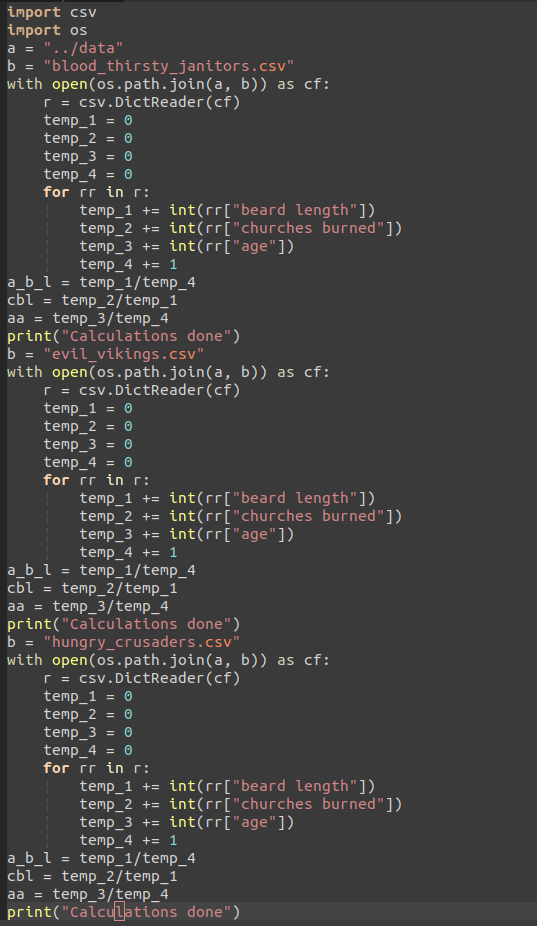 import csv
import os
a = "../data"
b = "blood_thirsty_janitors.csv"
with open(os.path.join(a, b)) as cf:
    r = csv.DictReader(cf)
    temp_1 = 0
    temp_2 = 0
    temp_3 = 0
    temp_4 = 0
    for rr in r:
        temp_1 += int(rr["beard length"])
        temp_2 += int(rr["churches burned"])
        temp_3 += int(rr["age"])
        temp_4 += 1
a_b_l = temp_1/temp_4
cbl = temp_2/temp_1
aa = temp_3/temp_4
print("Calculations done")
b = "evil_vikings.csv"
with open(os.path.join(a, b)) as cf:
    r = csv.DictReader(cf)
    temp_1 = 0
    temp_2 = 0
    temp_3 = 0
    temp_4 = 0
    for rr in r:
        temp_1 += int(rr["beard length"])
        temp_2 += int(rr["churches burned"])
        temp_3 += int(rr["age"])
        temp_4 += 1
a_b_l = temp_1/temp_4
cbl = temp_2/temp_1
aa = temp_3/temp_4
print("Calculations done")
b = "hungry_crusaders.csv"
with open(os.path.join(a, b)) as cf:
    r = csv.DictReader(cf)
    temp_1 = 0
    temp_2 = 0
    temp_3 = 0
    temp_4 = 0
    for rr in r:
        temp_1 += int(rr["beard length"])
        temp_2 += int(rr["churches burned"])
        temp_3 += int(rr["age"])
        temp_4 += 1
a_b_l = temp_1/temp_4
cbl = temp_2/temp_1
aa = temp_3/temp_4
print("Calculations done")